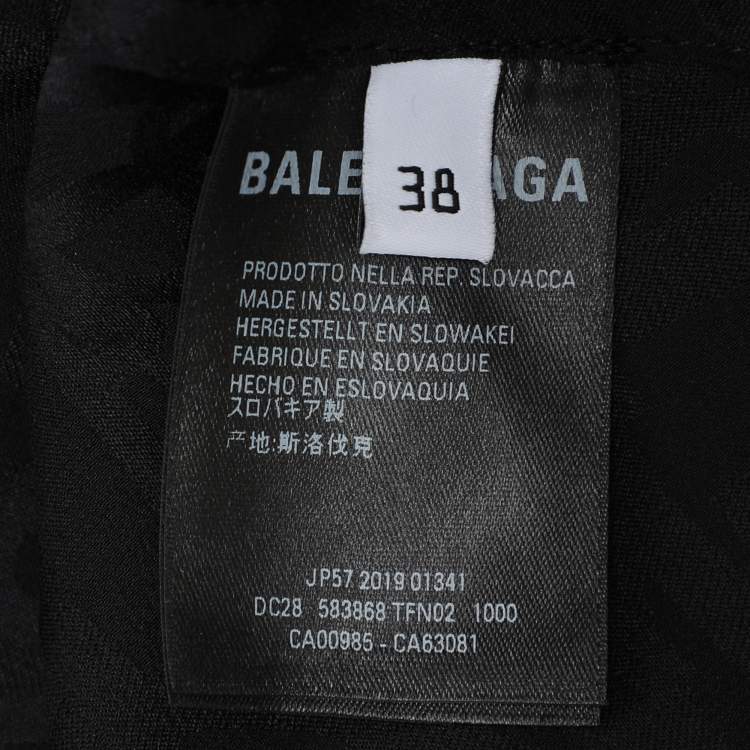 BALE AGA
38
PRODOTTO NELLA REP. SLOVACCA
MADE IN SLOVAKIA
HERGESTELLT EN SLOWAKEI
FABRIQUE EN SLOVAQUIE
HECHO EN ESLOVAQUIA
スロバキア製
产地:斯洛伐克
JP57 2019 01341
DC28 583868 TFN02 1000
CA00985 - CA63081